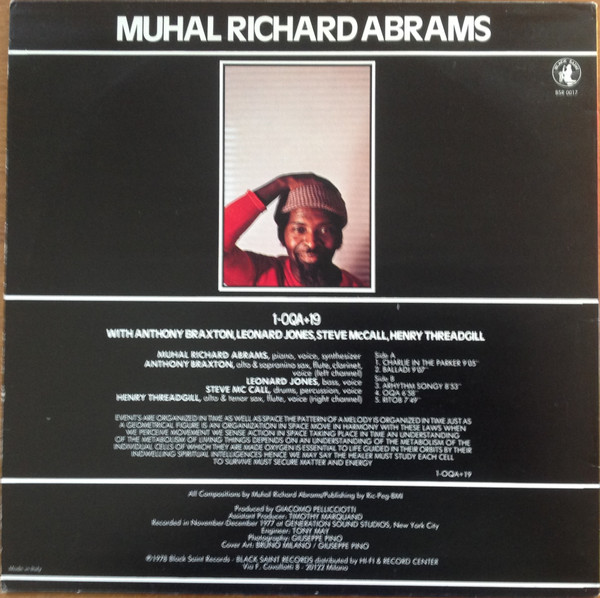 MUHAL RICHARD ABRAMS
BLACK SAINT
BSR 0017
1-OQA+19
WITH ANTHONY BRAXTON, LEONARD JONES, STEVE McCALL, HENRY THREADGILL
MUHAL RICHARD ABRAMS, piano, voice, synthesizer
ANTHONY BRAXTON, alto & sopranino sax, flute, clarinet,
voice (left channel)
LEONARD JONES, bass, voice
STEVE MC CALL, drums, percussion, voice
HENRY THREADGILL, alto & tenor sax, flute, voice (right channel)
Side A
1. CHARLIE IN THE PARKER 9'05"
2. BALLADI 9'07"
Side B
3. ARHYTHM SONGY 8'53"
4. OQA 6'38"
5. RITOB 7'49"
EVENTS ARE ORGANIZED IN TIME AS WELL AS SPACE THE PATTERN OF A MELODY IS ORGANIZED IN TIME JUST AS
A GEOMETRICAL FIGURE IS AN ORGANIZATION IN SPACE MOVE IN HARMONY WITH THESE LAWS WHEN
WE PERCEIVE MOVEMENT WE SENSE ACTION IN SPACE TAKING PLACE IN TIME AN UNDERSTANDING
OF THE METABOLISM OF LIVING THINGS DEPENDS ON AN UNDERSTANDING OF THE METABOLISM OF THE
INDIVIDUAL CELLS OF WHICH THEY ARE MADE OXYGEN IS ESSENTIAL TO LIFE GUIDED IN THEIR ORBITS BY THEIR
INDWELLING SPIRITUAL INTELLIGENCES HENCE WE MAY SAY THE HEALER MUST STUDY EACH CELL
TO SURVIVE MUST SECURE MATTER AND ENERGY
1-OQA+19
All Compositions by Muhal Richard Abrams/Publishing by Ric-Peg-BMI
Produced by GIACOMO PELLICCIOTTI
Assistant Producer: TIMOTHY MARQUAND
Recorded in November-December 1977 at GENERATION SOUND STUDIOS, New York City
Engineer: TONY MAY
Photography: GIUSEPPE PINO
Cover Art: BRUNO MILANO / GIUSEPPE PINO
℗1978 Black Saint Records - BLACK SAINT RECORDS distributed by HI-FI & RECORD CENTER
Via F. Cavallotti 8 - 20122 Milano
Made in Italy